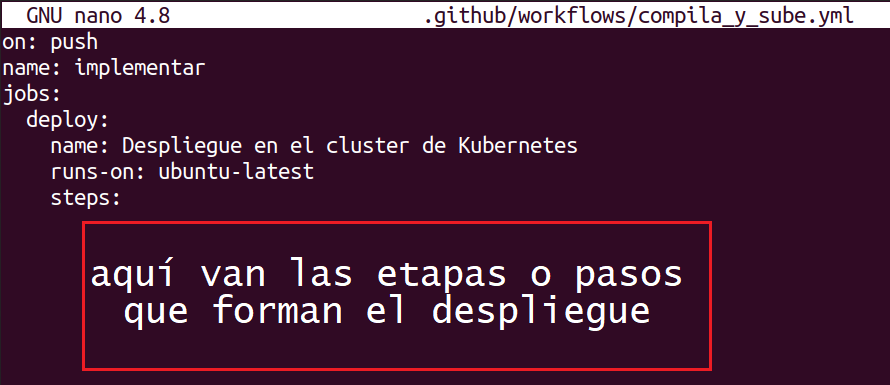 GNU nano 4.8 .github/workflows/compila_y_sube.yml
on: push
name: implementar
jobs:
  deploy:
    name: Despliegue en el cluster de Kubernetes
    runs-on: ubuntu-latest
    steps:
aquí van las etapas o pasos
que forman el despliegue